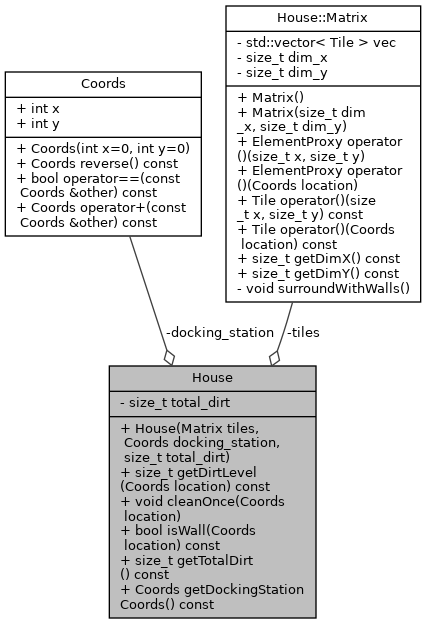 House::Matrix
- std::vector< Tile > vec
- size_t dim_x
- size_t dim_y
+ Matrix()
+ Matrix(size_t dim
_x, size_t dim_y)
+ ElementProxy operator
()(size_t x, size_t y)
+ ElementProxy operator
()(Coords location)
+ Tile operator()(size
_t x, size_t y) const
+ Tile operator()(Coords
location) const
+ size_t getDimX() const
+ size_t getDimY() const
- void surroundWithWalls()
Coords
+ int x
+ int y
+ Coords(int x=0, int y=0)
+ Coords reverse() const
+ bool operator==(const
Coords &other) const
+ Coords operator+(const
Coords &other) const
-docking_station
-tiles
House
- size_t total_dirt
+ House(Matrix tiles,
Coords docking_station,
size_t total_dirt)
+ size_t getDirtLevel
(Coords location) const
+ void cleanOnce(Coords
location)
+ bool isWall(Coords
location) const
+ size_t getTotalDirt
() const
+ Coords getDockingStation
Coords() const